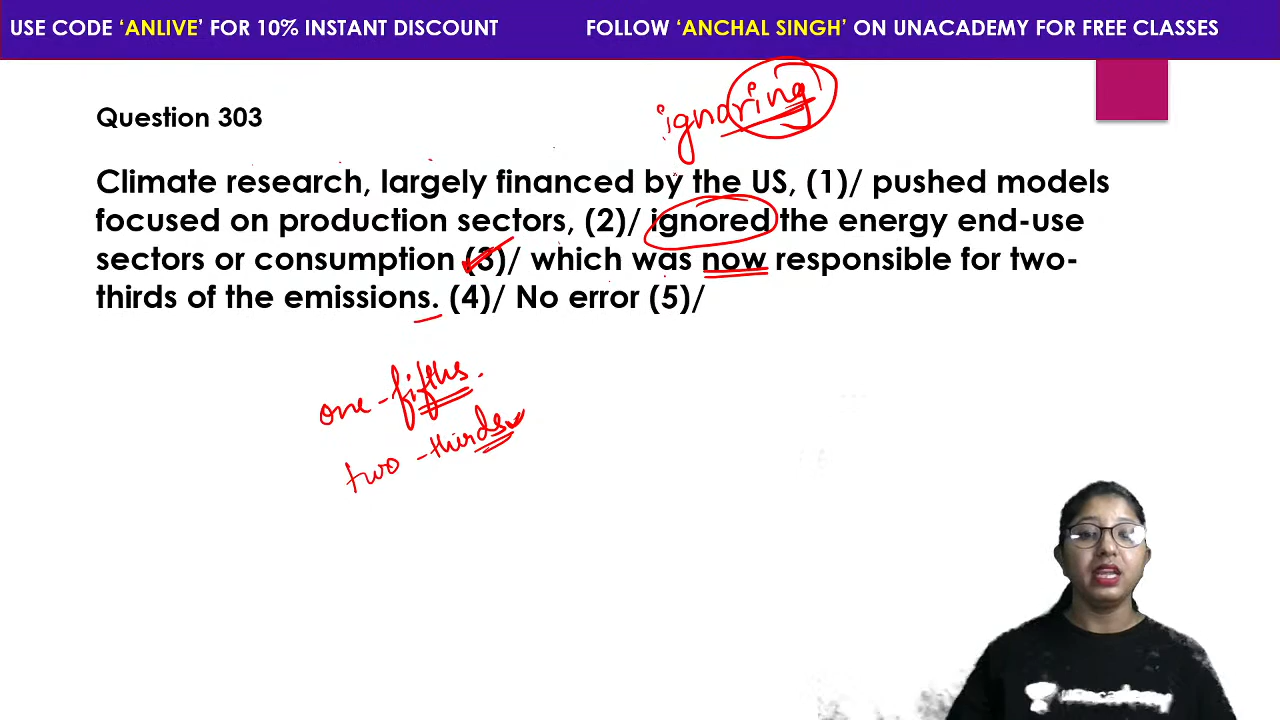 USE CODE ‘ANLIVE’ FOR 10% INSTANT DISCOUNT
FOLLOW ‘ANCHAL SINGH’ ON UNACADEMY FOR FREE CLASSES
Question 303
ignoring
Climate research, largely financed by the US, (1)/ pushed models
focused on production sectors, (2)/ ignored the energy end-use
sectors or consumption (3)/ which was now responsible for two-
thirds of the emissions. (4)/ No error (5)/
one-fifths.
two-thirds
unacademy